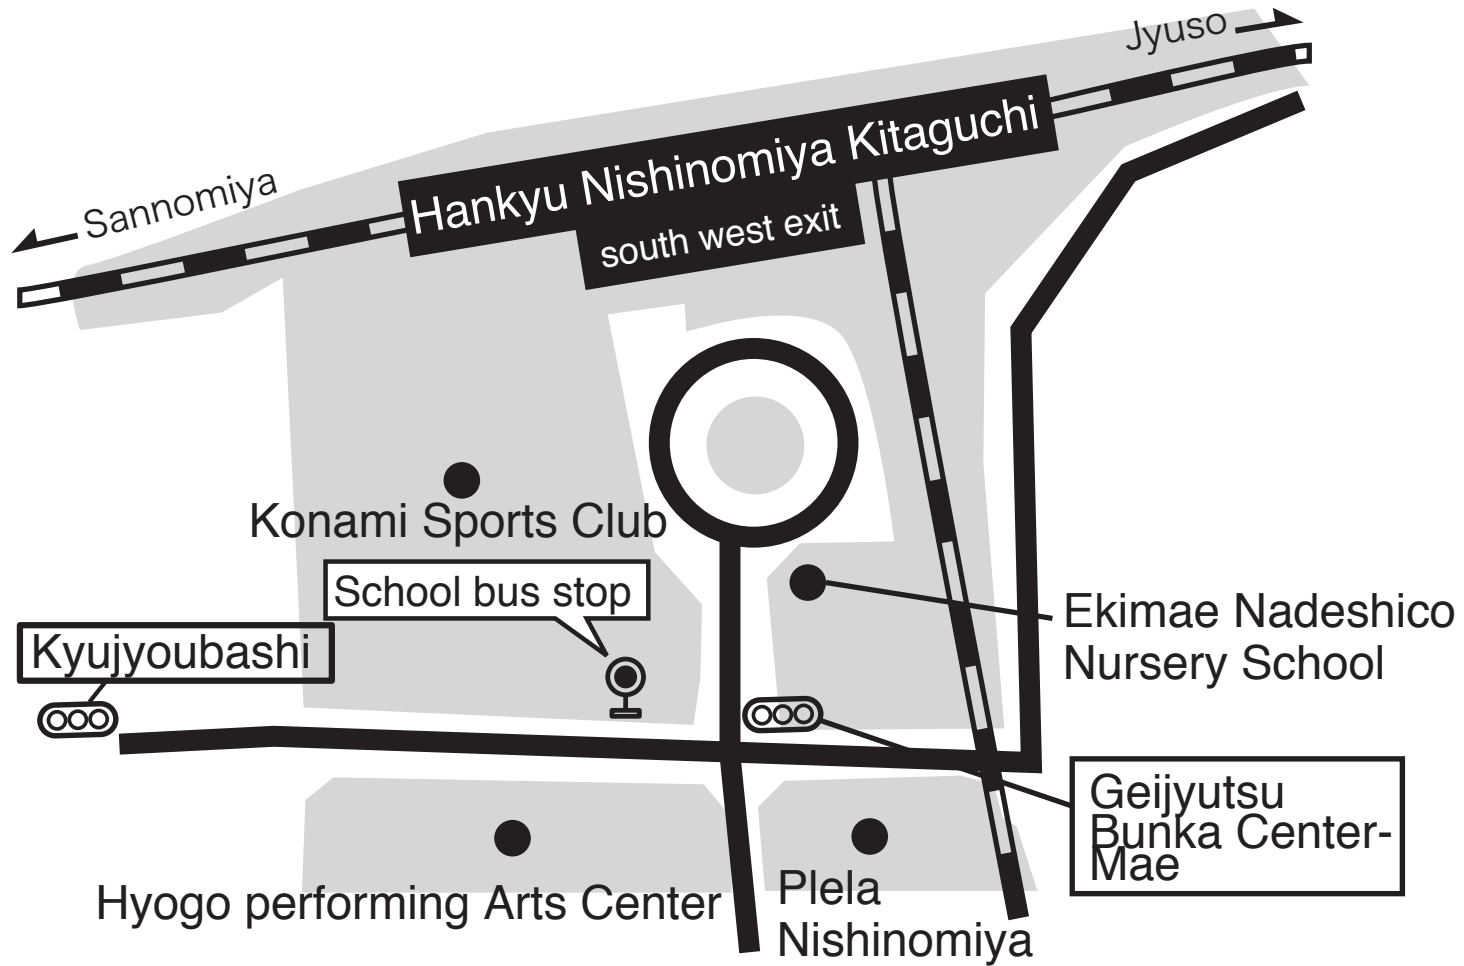 Jyuso
Hankyu Nishinomiya Kitaguchi
Sannomiya
south west exit
Konami Sports Club
School bus stop
Ekimae Nadeshico
Nursery School
Kyujyoubashi
Geijyutsu
Bunka Center-
Mae
Hyogo performing Arts Center
Plela
Nishinomiya